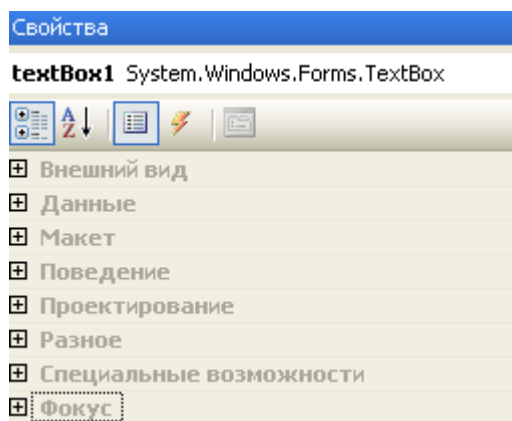 Свойства
textBox1 System.Windows.Forms.TextBox
Внешний вид
Данные
Макет
Поведение
Проектирование
Разное
Специальные возможности
Фокус